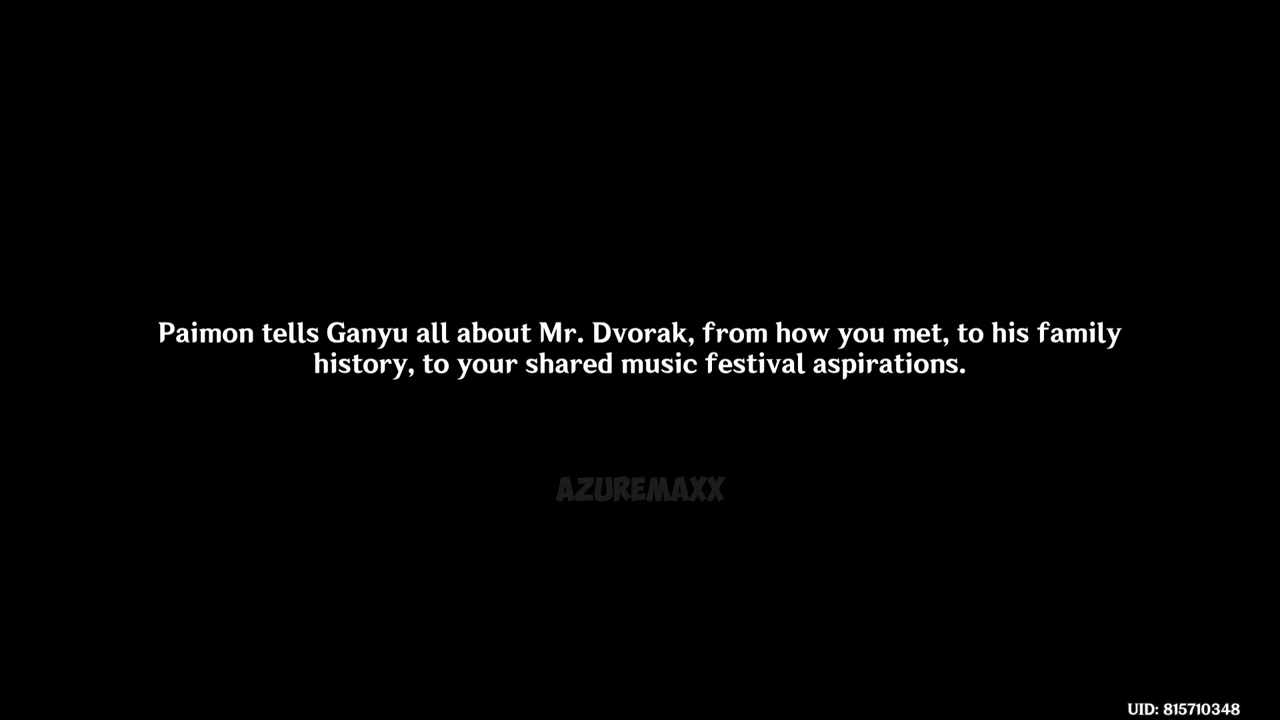 Paimon tells Ganyu all about Mr. Dvorak, from how you met, to his family
history, to your shared music festival aspirations.
AZUREMAXX
UID: 815710348